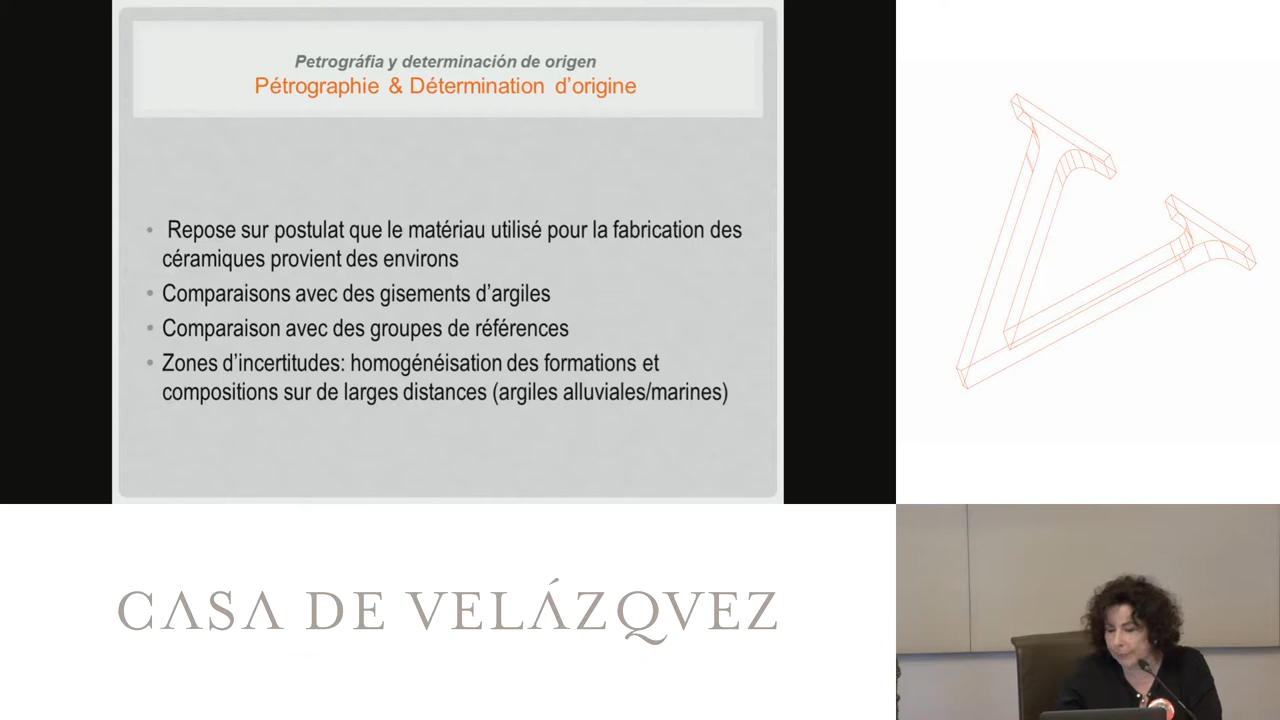 Petrográfia y determinación de origen
Pétrographie & Détermination d'origine
Repose sur postulat que le matériau utilisé pour la fabrication des
céramiques provient des environs
Comparaisons avec des gisements d'argiles
Comparaison avec des groupes de références
Zones d'incertitudes: homogénéisation des formations et
compositions sur de larges distances (argiles alluviales/marines)
CASA DE VELÁZQVEZ